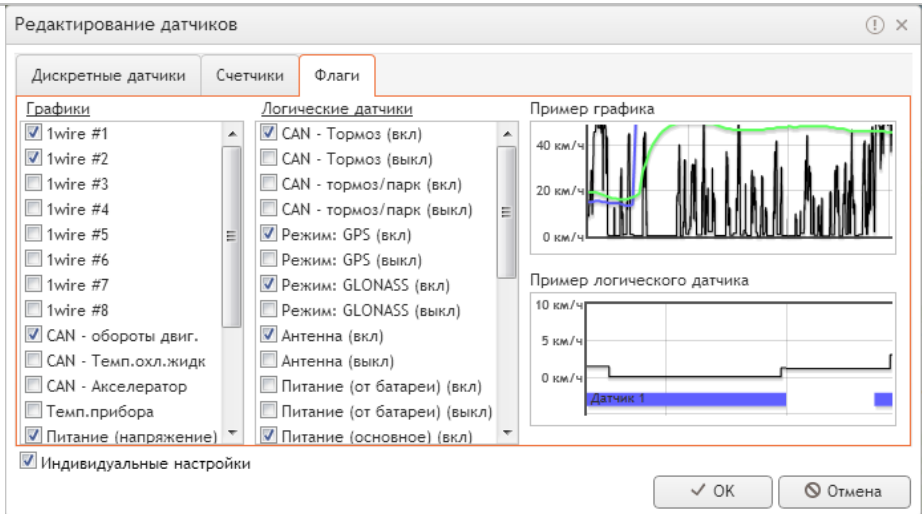 Редактирование датчиков
Дискретные датчики
Счетчики
Флаги
Графики
1wire #1
1wire #2
1wire #3
1wire #4
1wire #5
1wire #6
1wire #7
1wire #8
CAN - обороты двиг.
CAN - Темп.охл.жидк
CAN - Акселератор
Темп.прибора
Питание (напряжение)
Логические датчики
CAN - Тормоз (вкл)
CAN - Тормоз (выкл)
CAN - тормоз/парк (вкл)
CAN - тормоз/парк (выкл)
Режим: GPS (вкл)
Режим: GPS (выкл)
Режим: GLONASS (вкл)
Режим: GLONASS (выкл)
Антенна (вкл)
Антенна (выкл)
Питание (от батареи) (вкл)
Питание (от батареи) (выкл)
Питание (основное) (вкл)
Пример графика
40 км/ч
20 км/ч
0 км/ч
Пример логического датчика
10 км/ч
5 км/ч
0 км/ч
Датчик 1
Индивидуальные настройки
OK
Отмена